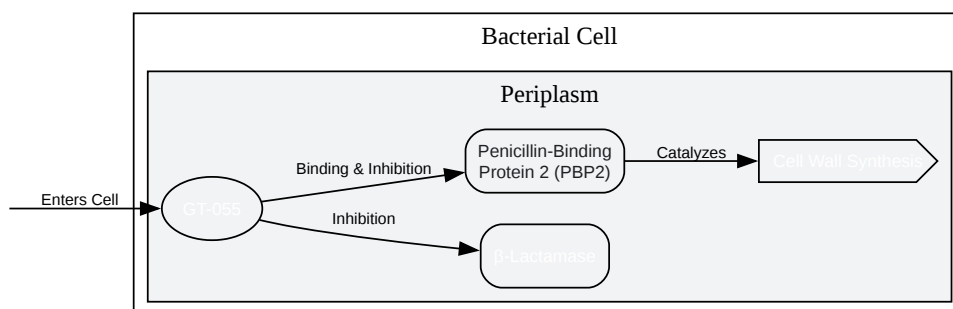 Bacterial Cell
Periplasm
Enters Cell
GT-055
Binding & Inhibition
Inhibition
Penicillin-Binding
Protein 2 (PBP2)
β-Lactamase
Catalyzes
Cell Wall Synthesis